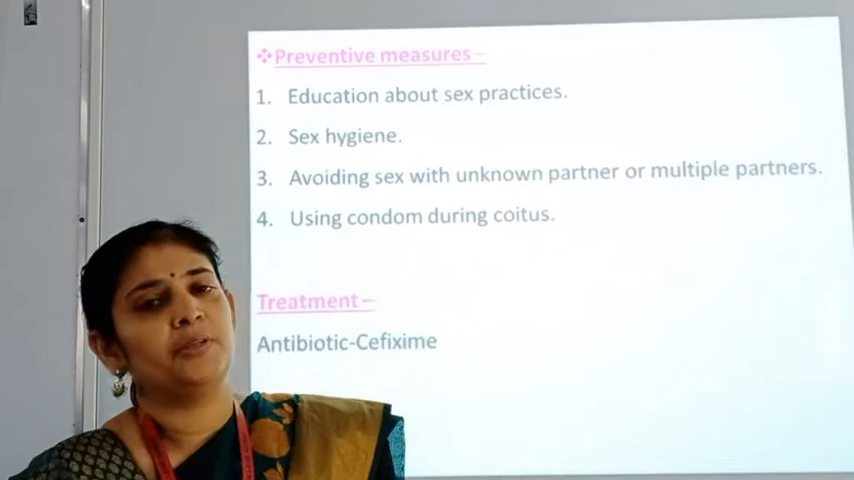 ❖Preventive measures –
1. Education about sex practices.
2. Sex hygiene.
3. Avoiding sex with unknown partner or multiple partners.
4. Using condom during coitus.
Treatment –
Antibiotic-Cefixime